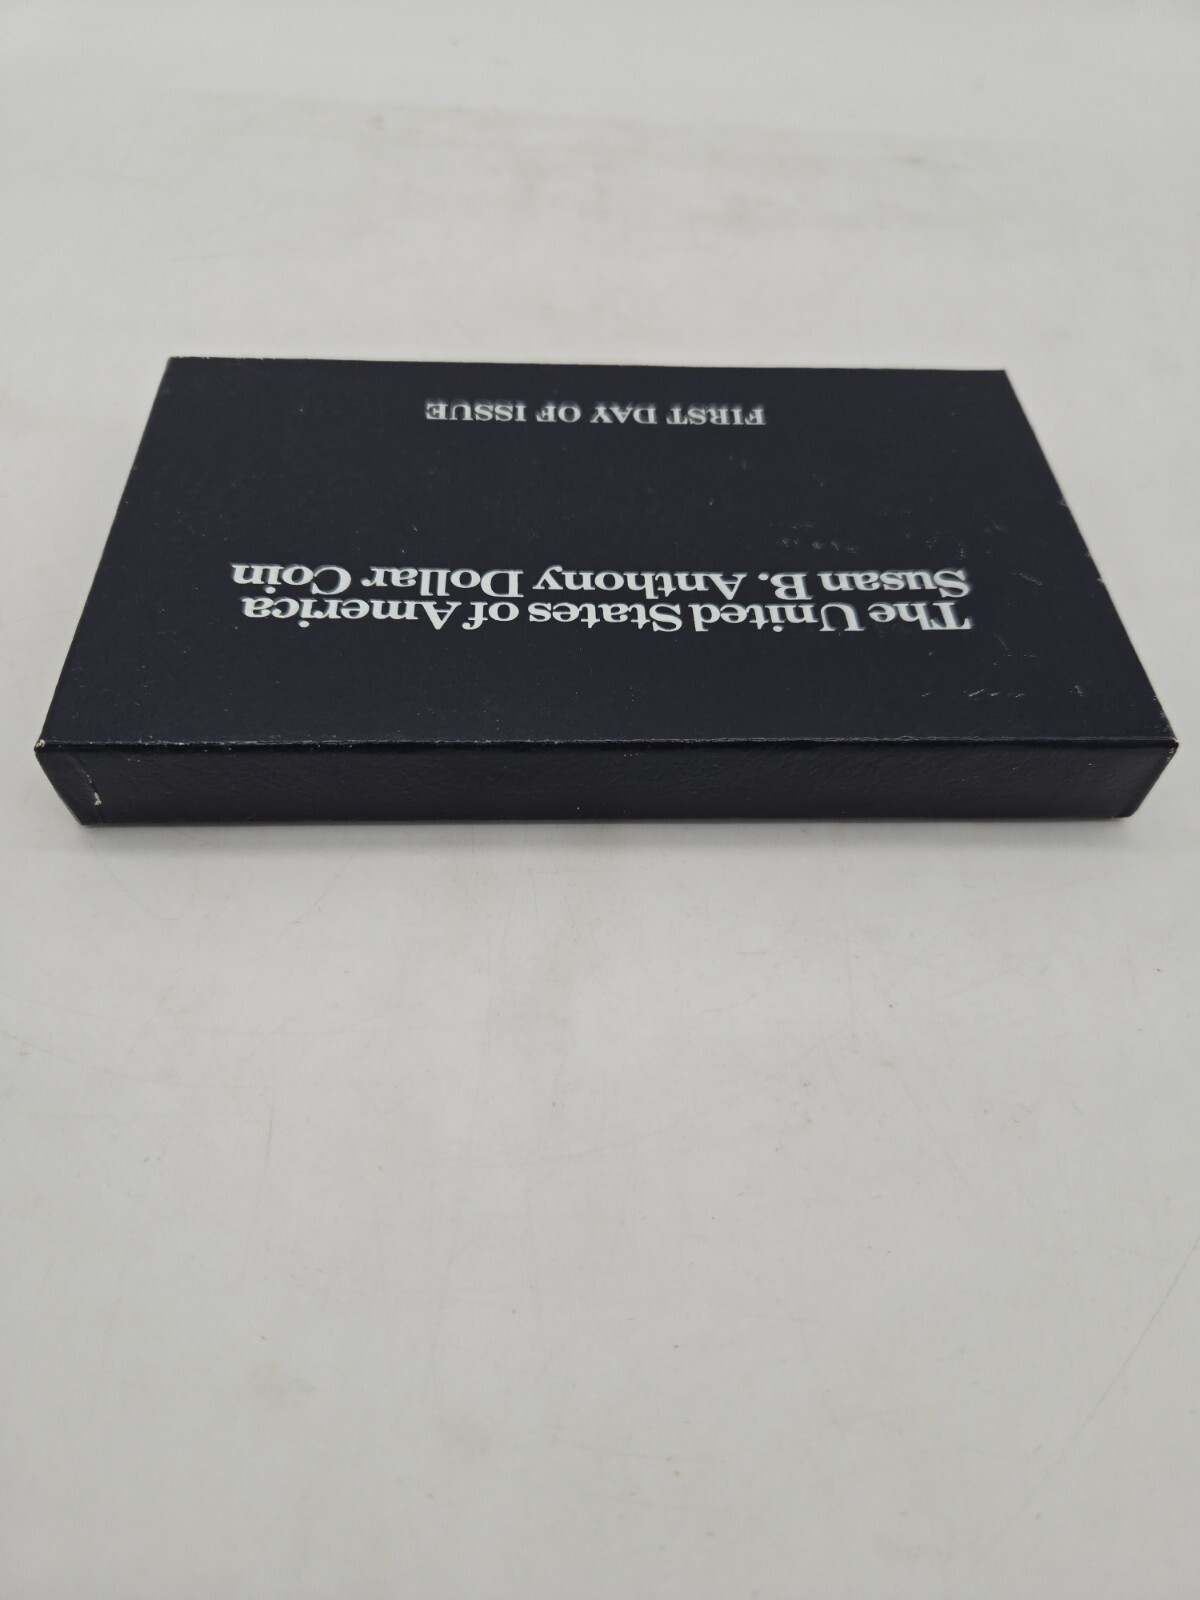 The United States of America
Susan B. Anthony Dollar Coin
FIRST DAY OF ISSUE